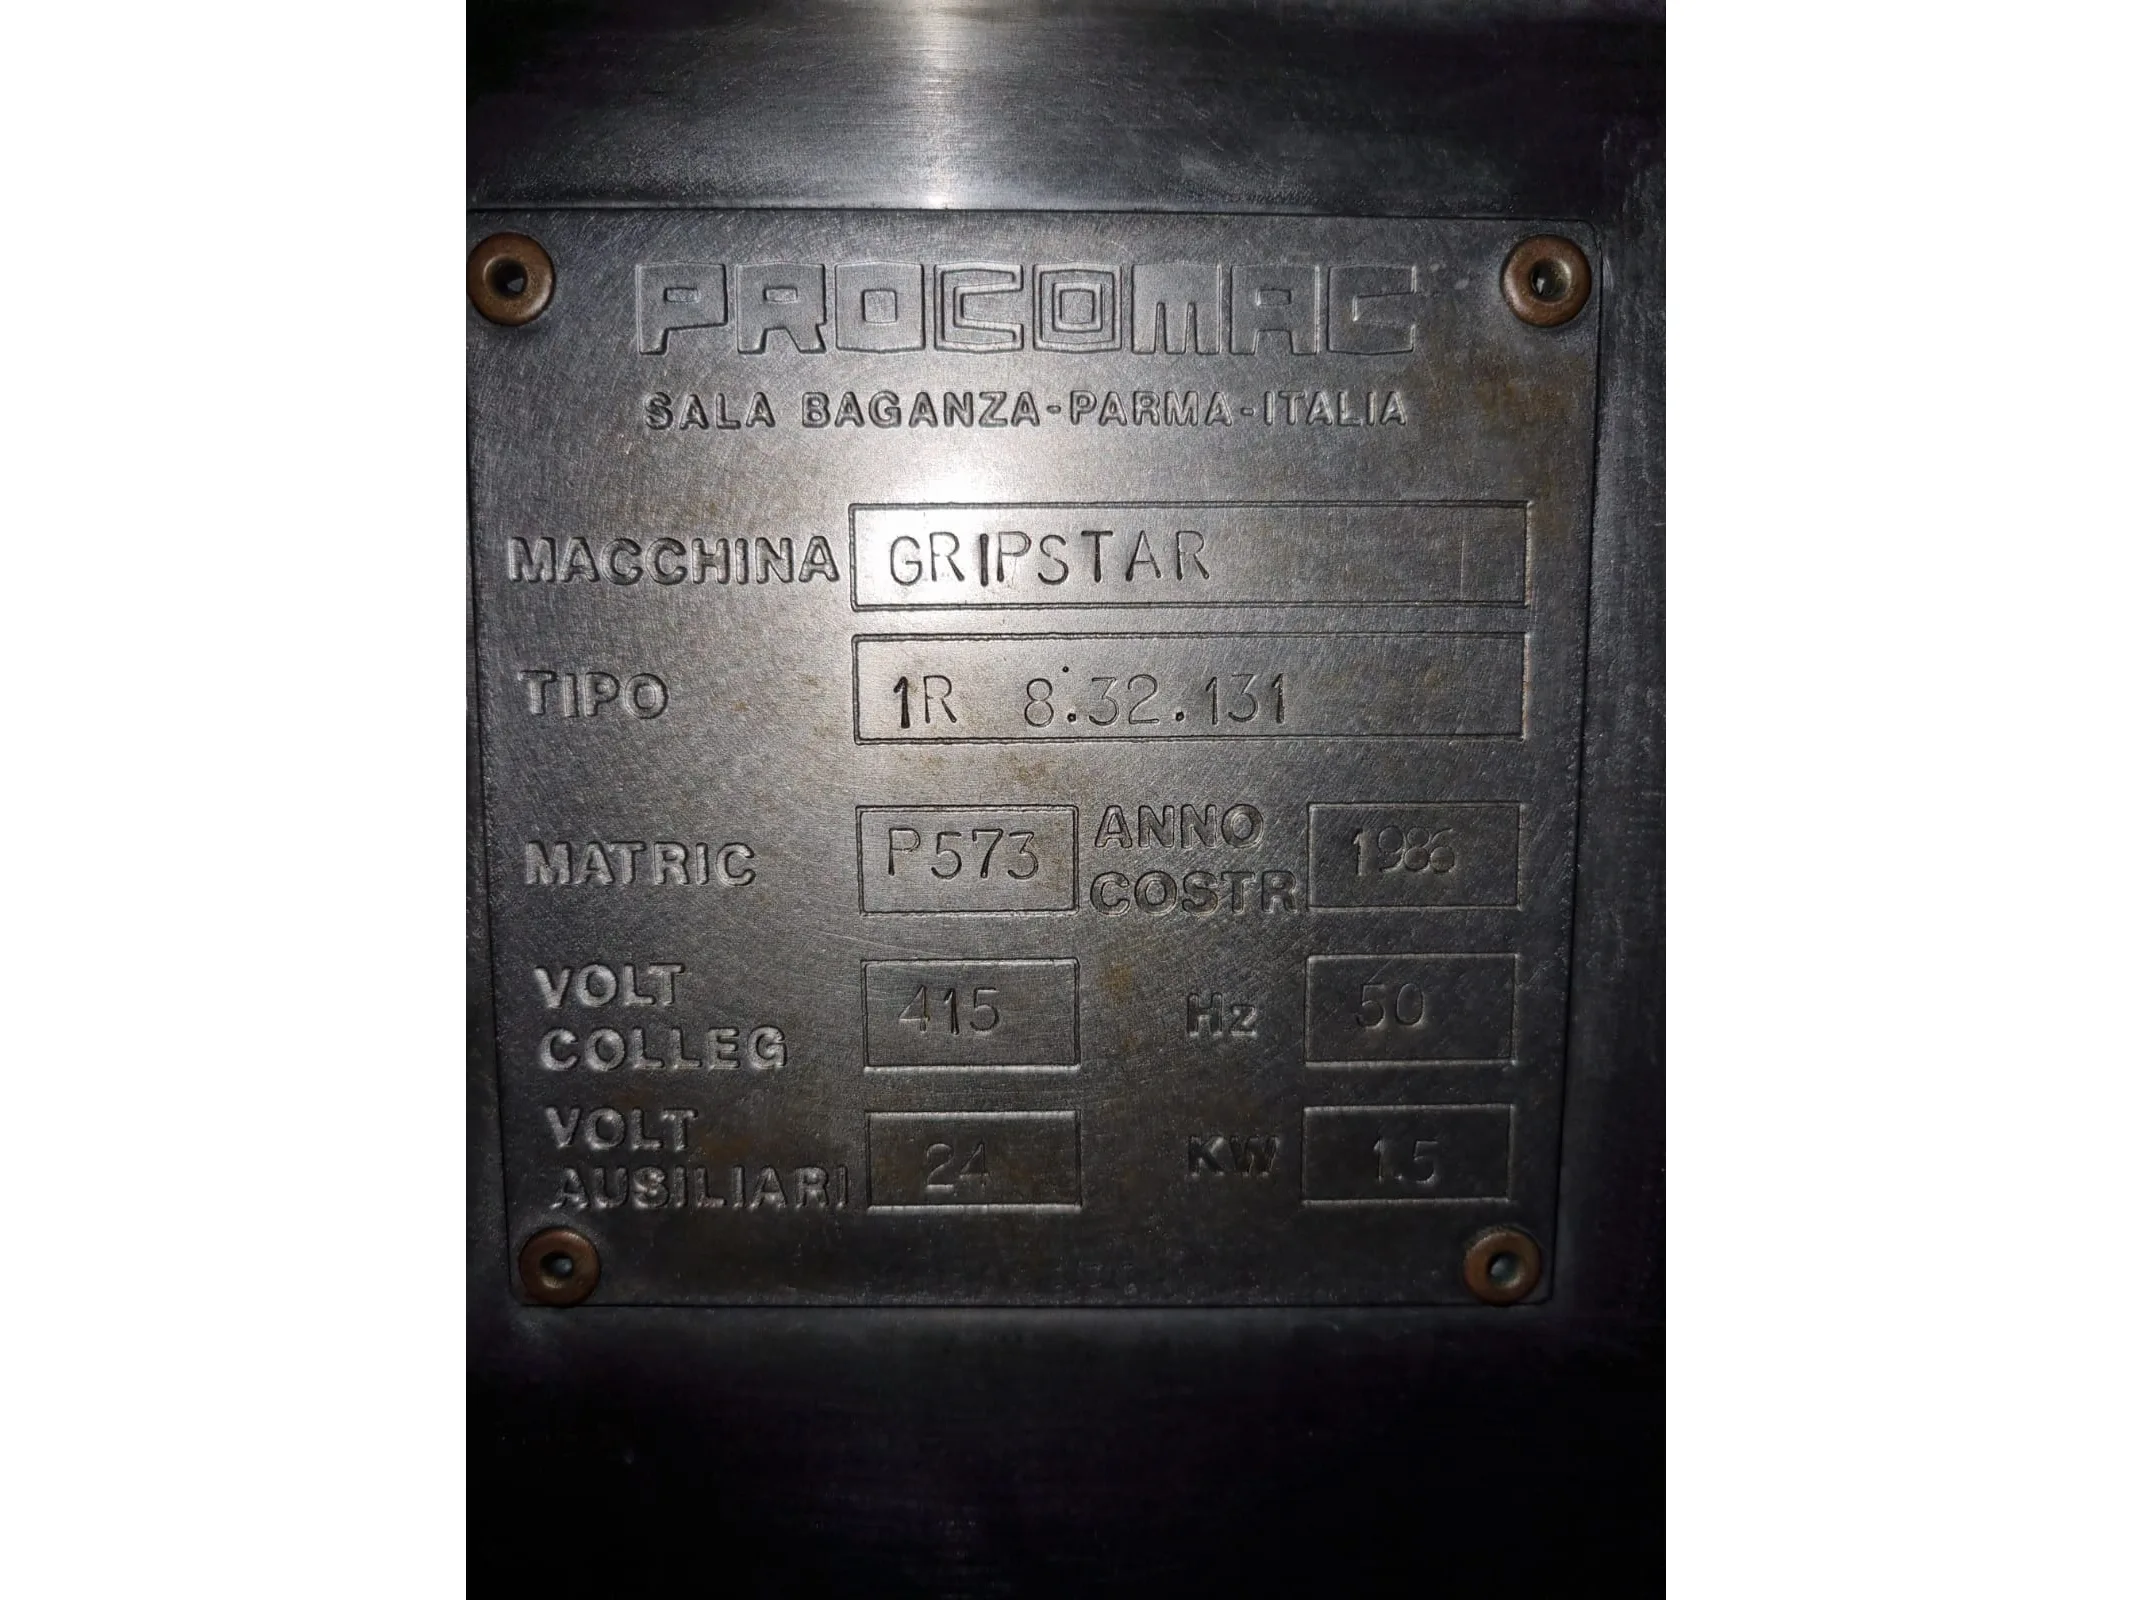 PROCOMAC
SALA BAGANZA-PARMA-ITALIA
MACCHINA GRIPSTAR
TIPO 1R 8.32.131
MATRIC P573 ANNO COSTR 1986
VOLT COLLEG 415 Hz 50
VOLT AUSILIARI 24 KW 1.5